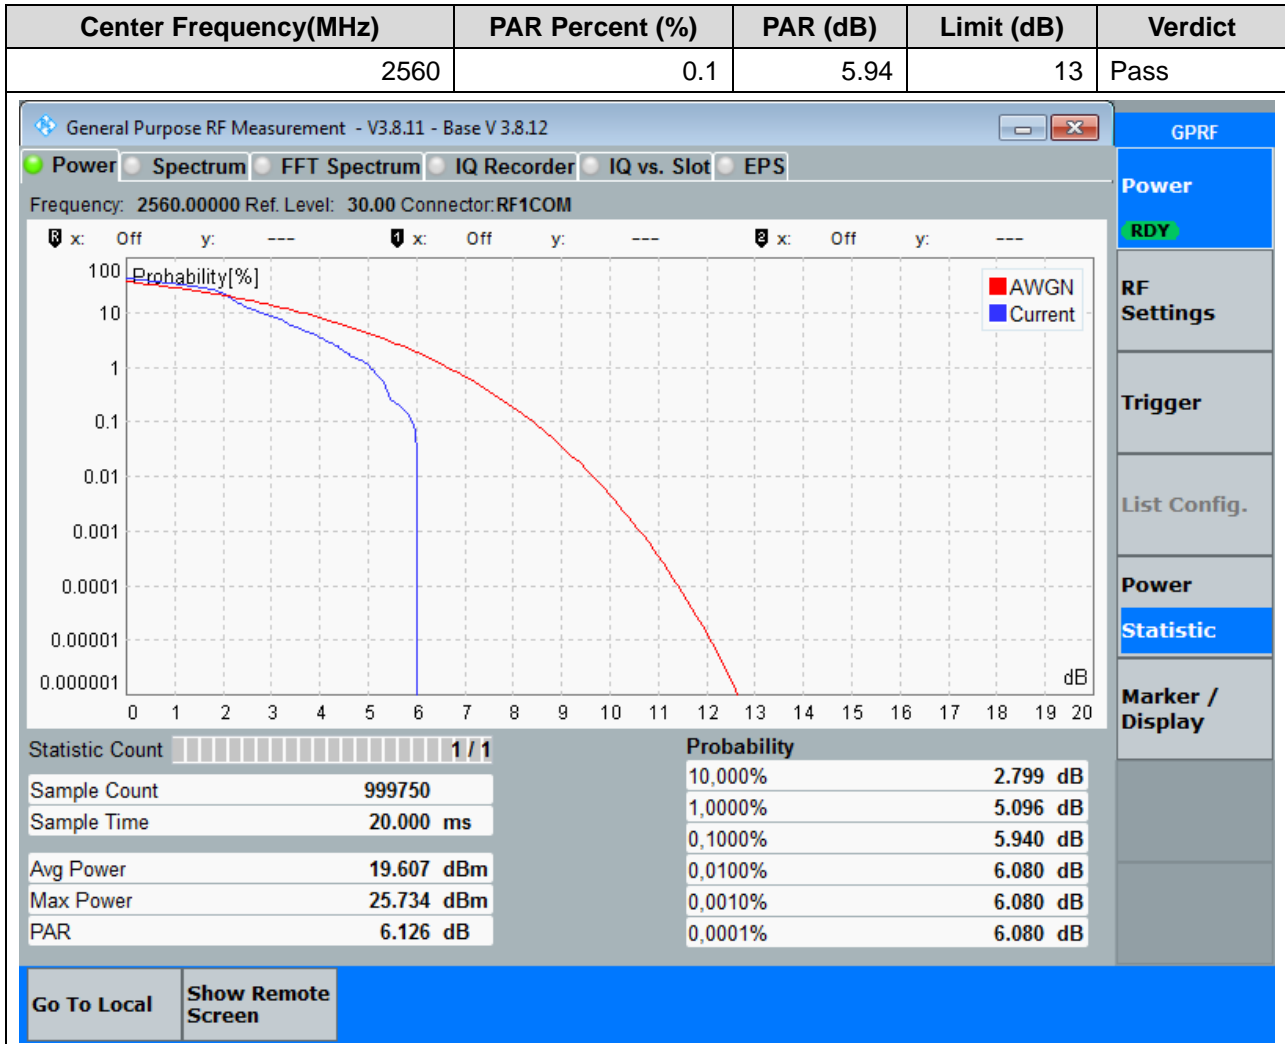 Center Frequency(MHz) PAR Percent (%) PAR (dB) Limit (dB) Verdict
2560 0.1 5.94 13 Pass
General Purpose RF Measurement - V3.8.11 - Base V 3.8.12
GPRF
Power Spectrum FFT Spectrum IQ Recorder IQ vs. Slot EPS
Frequency: 2560.00000 Ref. Level: 30.00 Connector: RF1COM
R x: Off y: --- 1 x: Off y: --- 2 x: Off y: ---
Probability[%]
100
10
1
0.1
0.01
0.001
0.0001
0.00001
0.000001
AWGN
Current
dB
0 1 2 3 4 5 6 7 8 9 10 11 12 13 14 15 16 17 18 19 20
Statistic Count 1 / 1
Sample Count 999750
Sample Time 20.000 ms
Avg Power 19.607 dBm
Max Power 25.734 dBm
PAR 6.126 dB
Probability
10,000% 2.799 dB
1,0000% 5.096 dB
0,1000% 5.940 dB
0,0100% 6.080 dB
0,0010% 6.080 dB
0,0001% 6.080 dB
Power
RDY
RF
Settings
Trigger
List Config.
Power
Statistic
Marker /
Display
Go To Local
Show Remote
Screen